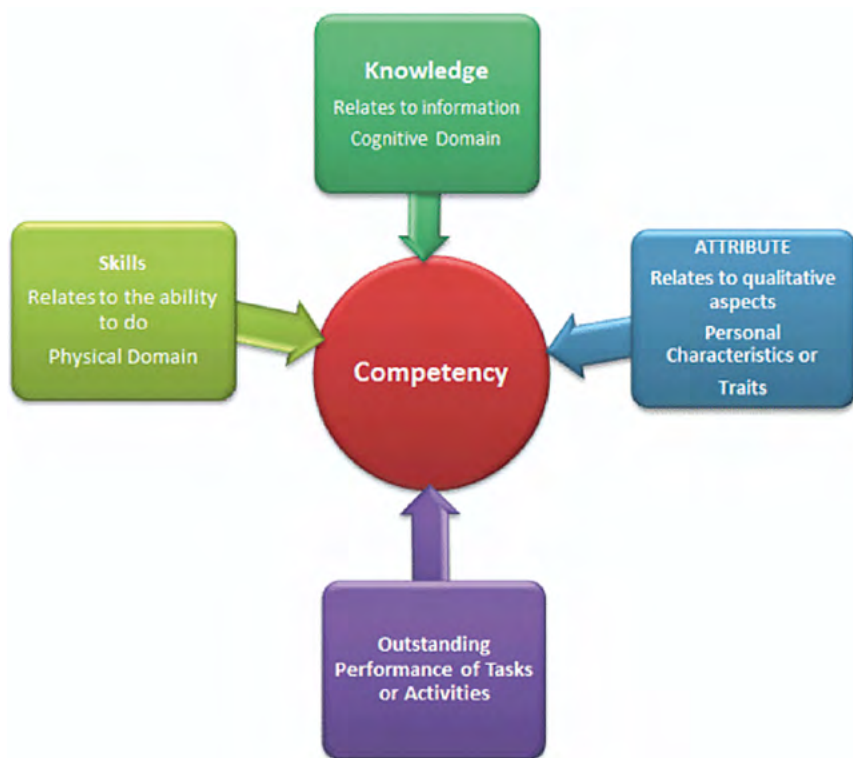 Knowledge
Relates to information
Cognitive Domain
Skills
Relates to the ability
to do
Physical Domain
ATTRIBUTE
Relates to qualitative
aspects
Personal
Characteristics or
Traits
Competency
Outstanding
Performance of Tasks
or Activities